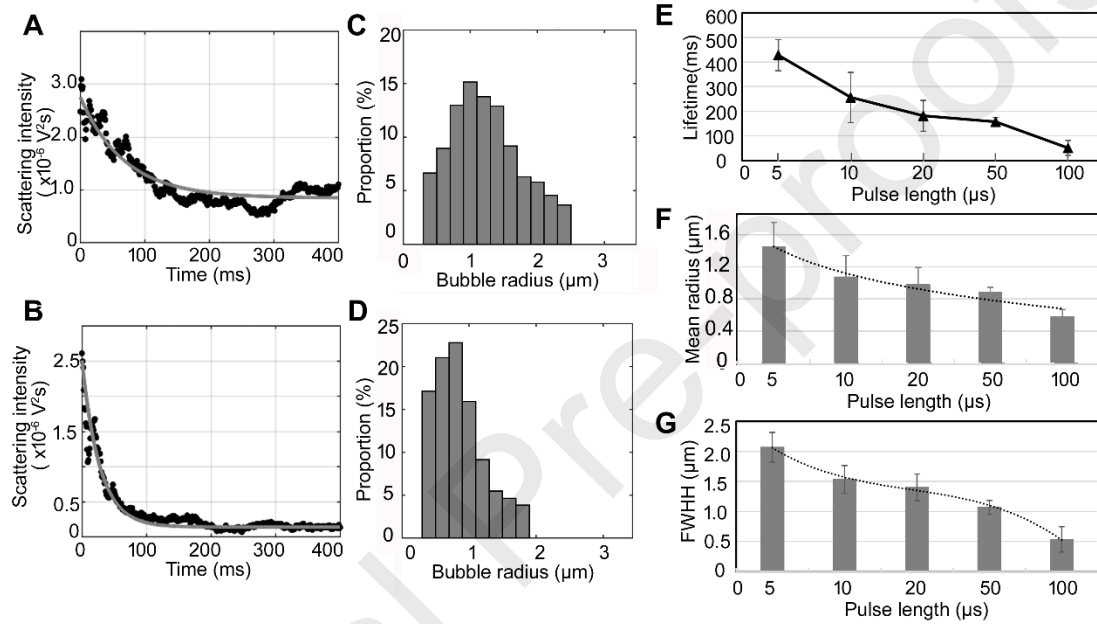 A
Scattering intensity
( x10⁻⁶ V²s)
3.0
2.0
1.0
0
0 100 200 300 400
Time (ms)
B
Scattering intensity
( x10⁻⁶ V²s)
2.5
1.5
0.5
0
0 100 200 300 400
Time (ms)
C
Proportion (%)
20
15
10
5
0
0 1 2 3
Bubble radius (µm)
D
Proportion (%)
25
20
15
10
5
0
0 1 2 3
Bubble radius (µm)
E
Lifetime(ms)
600
500
400
300
200
100
0
5 10 20 50 100
Pulse length (µs)
F
Mean radius (µm)
1.6
1.2
0.8
0.4
0
0 5 10 20 50 100
Pulse length (µs)
G
FWHH (µm)
2.5
2.0
1.5
1.0
0.5
0
0 5 10 20 50 100
Pulse length (µs)
al Pre-proof